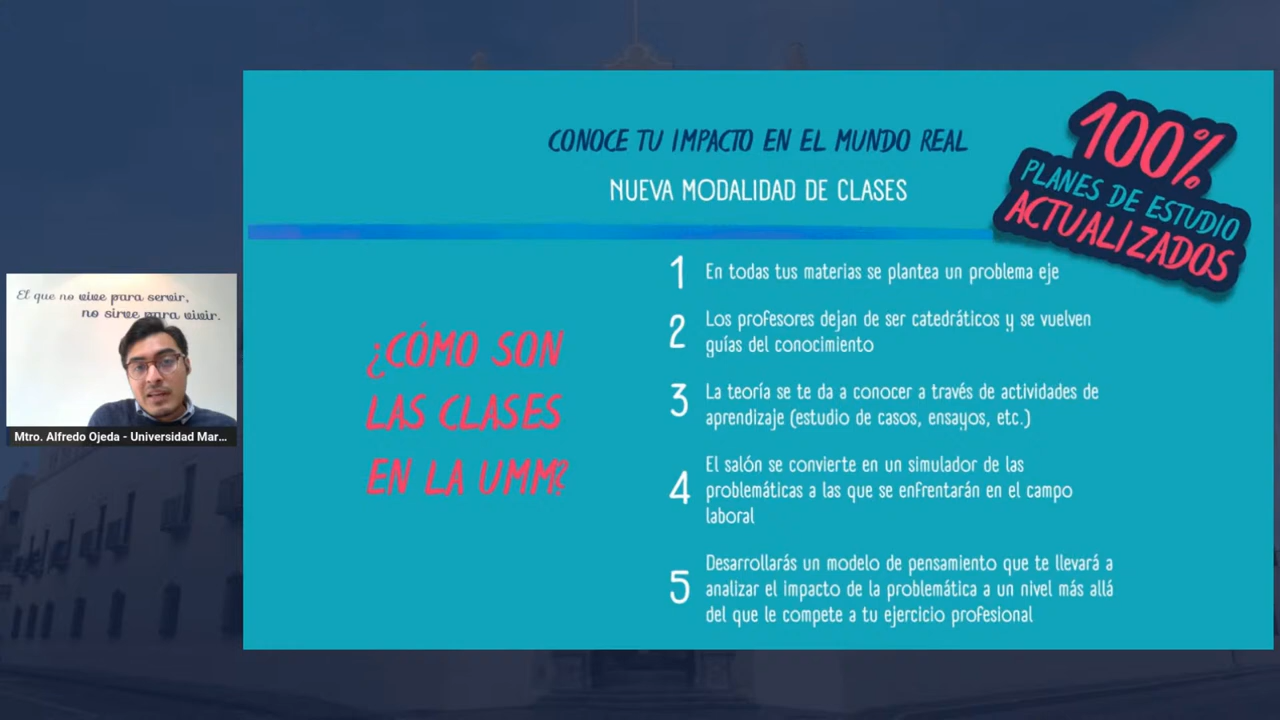 CONOCE TU IMPACTO EN EL MUNDO REAL
NUEVA MODALIDAD DE CLASES
100%
PLANES DE ESTUDIO
ACTUALIZADOS
¿CÓMO SON
LAS CLASES
EN LA UMM?
1 En todas tus materias se plantea un problema eje
2 Los profesores dejan de ser catedráticos y se vuelven
guías del conocimiento
3 La teoría se te da a conocer a través de actividades de
aprendizaje (estudio de casos, ensayos, etc.)
4 El salón se convierte en un simulador de las
problemáticas a las que se enfrentarán en el campo
laboral
5 Desarrollarás un modelo de pensamiento que te llevará a
analizar el impacto de la problemática a un nivel más allá
del que le compete a tu ejercicio profesional
El que no vive para servir,
no sirve para vivir.
Mtro. Alfredo Ojeda - Universidad Mar...